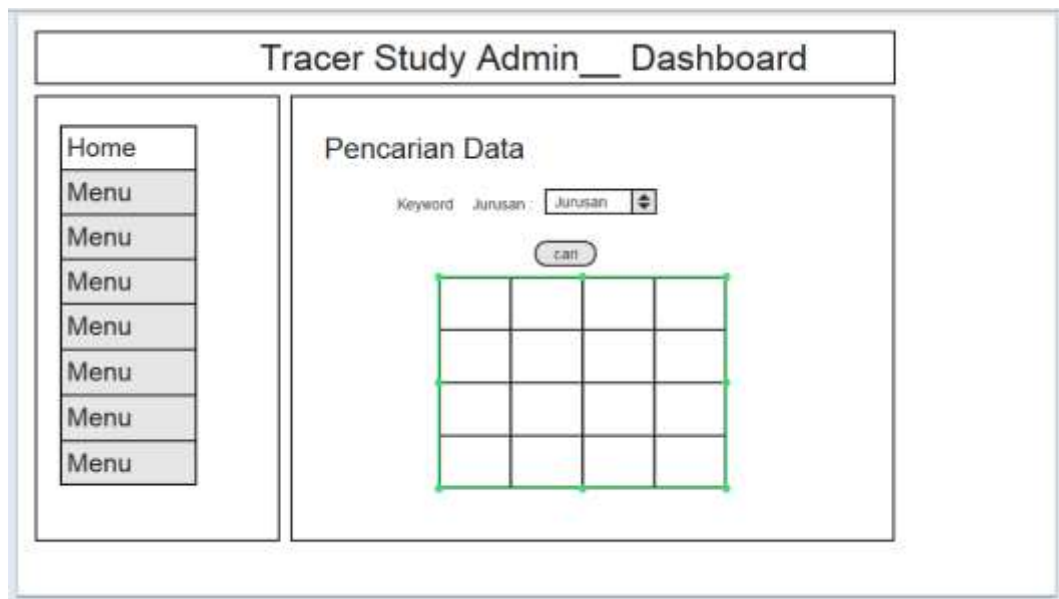 Tracer Study Admin__ Dashboard
Home
Menu
Menu
Menu
Menu
Menu
Menu
Menu
Pencarian Data
Keyword Jurusan : Jurusan
cari